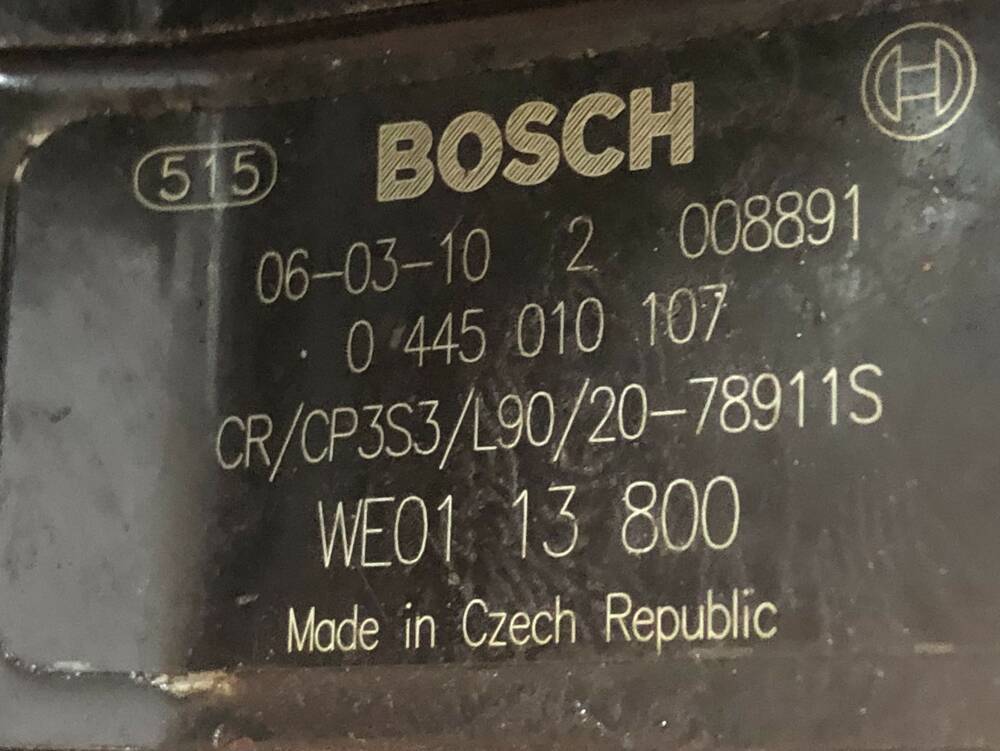 515 BOSCH
06-03-10 2 008891
0 445 010 107
CR/CP3S3/L90/20-78911S
WE01 13 800
Made in Czech Republic